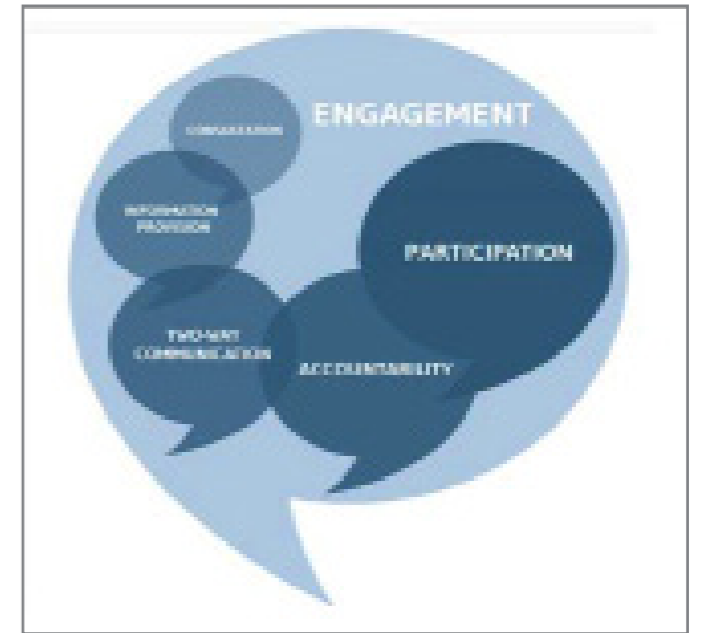 ENGAGEMENT
CONSULTATION
INFORMATION
PROVISION
PARTICIPATION
TWO-WAY
COMMUNICATION
ACCOUNTABILITY